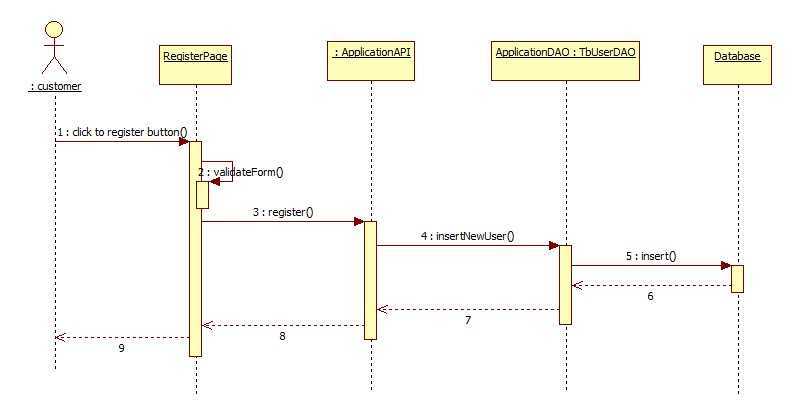 RegisterPage
: ApplicationAPI
ApplicationDAO : TbUserDAO
Database
: customer
1 : click to register button()
2 : validateForm()
3 : register()
4 : insertNewUser()
5 : insert()
6
7
8
9